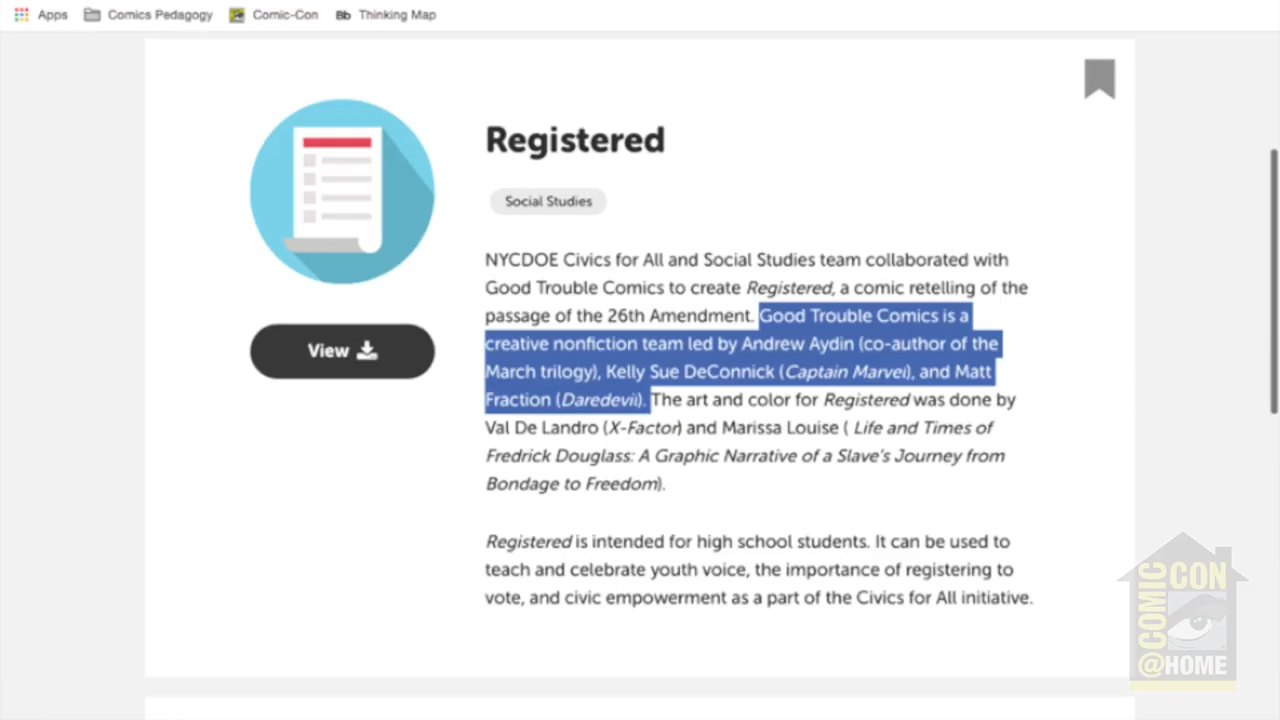 Apps Comics Pedagogy Comic-Con Bb Thinking Map
Registered
Social Studies
NYCDOE Civics for All and Social Studies team collaborated with
Good Trouble Comics to create Registered, a comic retelling of the
passage of the 26th Amendment. Good Trouble Comics is a
creative nonfiction team led by Andrew Aydin (co-author of the
March trilogy), Kelly Sue DeConnick (Captain Marvel), and Matt
Fraction (Daredevil). The art and color for Registered was done by
Val De Landro (X-Factor) and Marissa Louise ( Life and Times of
Fredrick Douglass: A Graphic Narrative of a Slave's Journey from
Bondage to Freedom).
Registered is intended for high school students. It can be used to
teach and celebrate youth voice, the importance of registering to
vote, and civic empowerment as a part of the Civics for All initiative.
View
COMIC
CON
@HOME